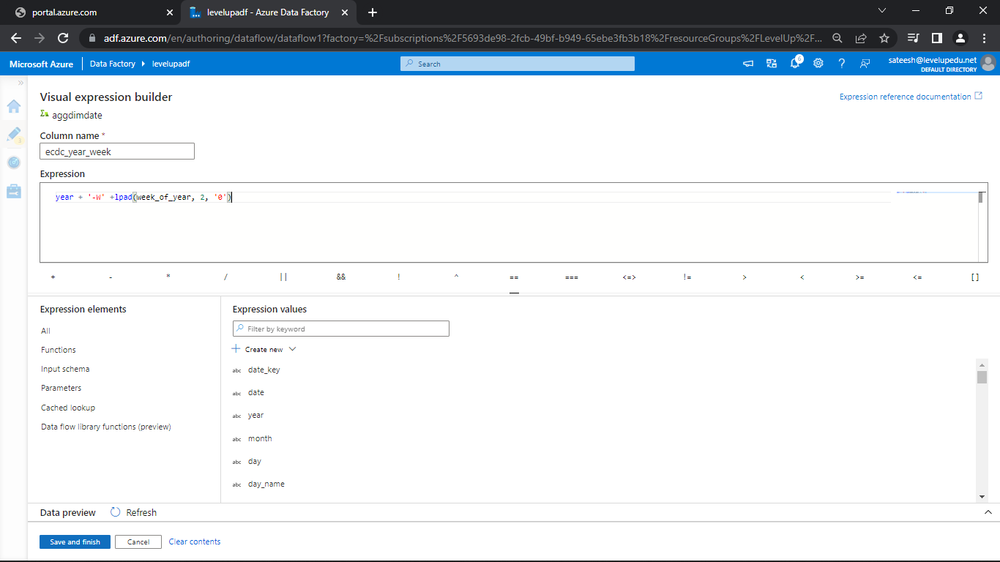 portal.azure.com
levelupadf - Azure Data Factory
adf.azure.com/en/authoring/dataflow/dataflow1?factory=%2Fsubscriptions%2F5693de98-2fcb-49bf-b949-65ebe3fb3b18%2FresourceGroups%2FLevelUp%2F...
Microsoft Azure Data Factory levelupadf Search 6 sateesh@levelupedu.net
DEFAULT DIRECTORY
Visual expression builder
Expression reference documentation
aggdimdate
Column name *
ecdc_year_week
Expression
year + '-W' +lpad(week_of_year, 2, '0')
+ - * / || && ! ^ == === <=> != > < >= <= []
Expression elements
All
Functions
Input schema
Parameters
Cached lookup
Data flow library functions (preview)
Expression values
Filter by keyword
Create new
abc date_key
abc date
abc year
abc month
abc day
abc day_name
Data preview Refresh
Save and finish Cancel Clear contents